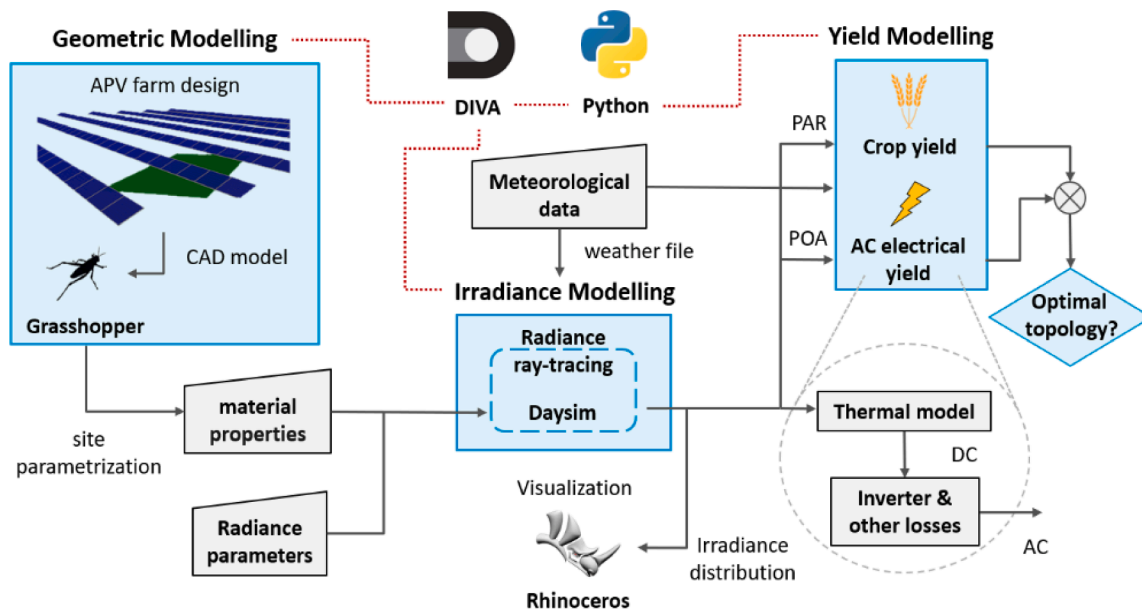 Geometric Modelling
APV farm design
CAD model
Grasshopper
DIVA
Python
Yield Modelling
PAR
Crop yield
POA
AC electrical
yield
Optimal
topology?
Meteorological
data
weather file
Irradiance Modelling
Radiance
ray-tracing
Daysim
site
parametrization
material
properties
Radiance
parameters
Visualization
Rhinoceros
Irradiance
distribution
Thermal model
DC
Inverter &
other losses
AC